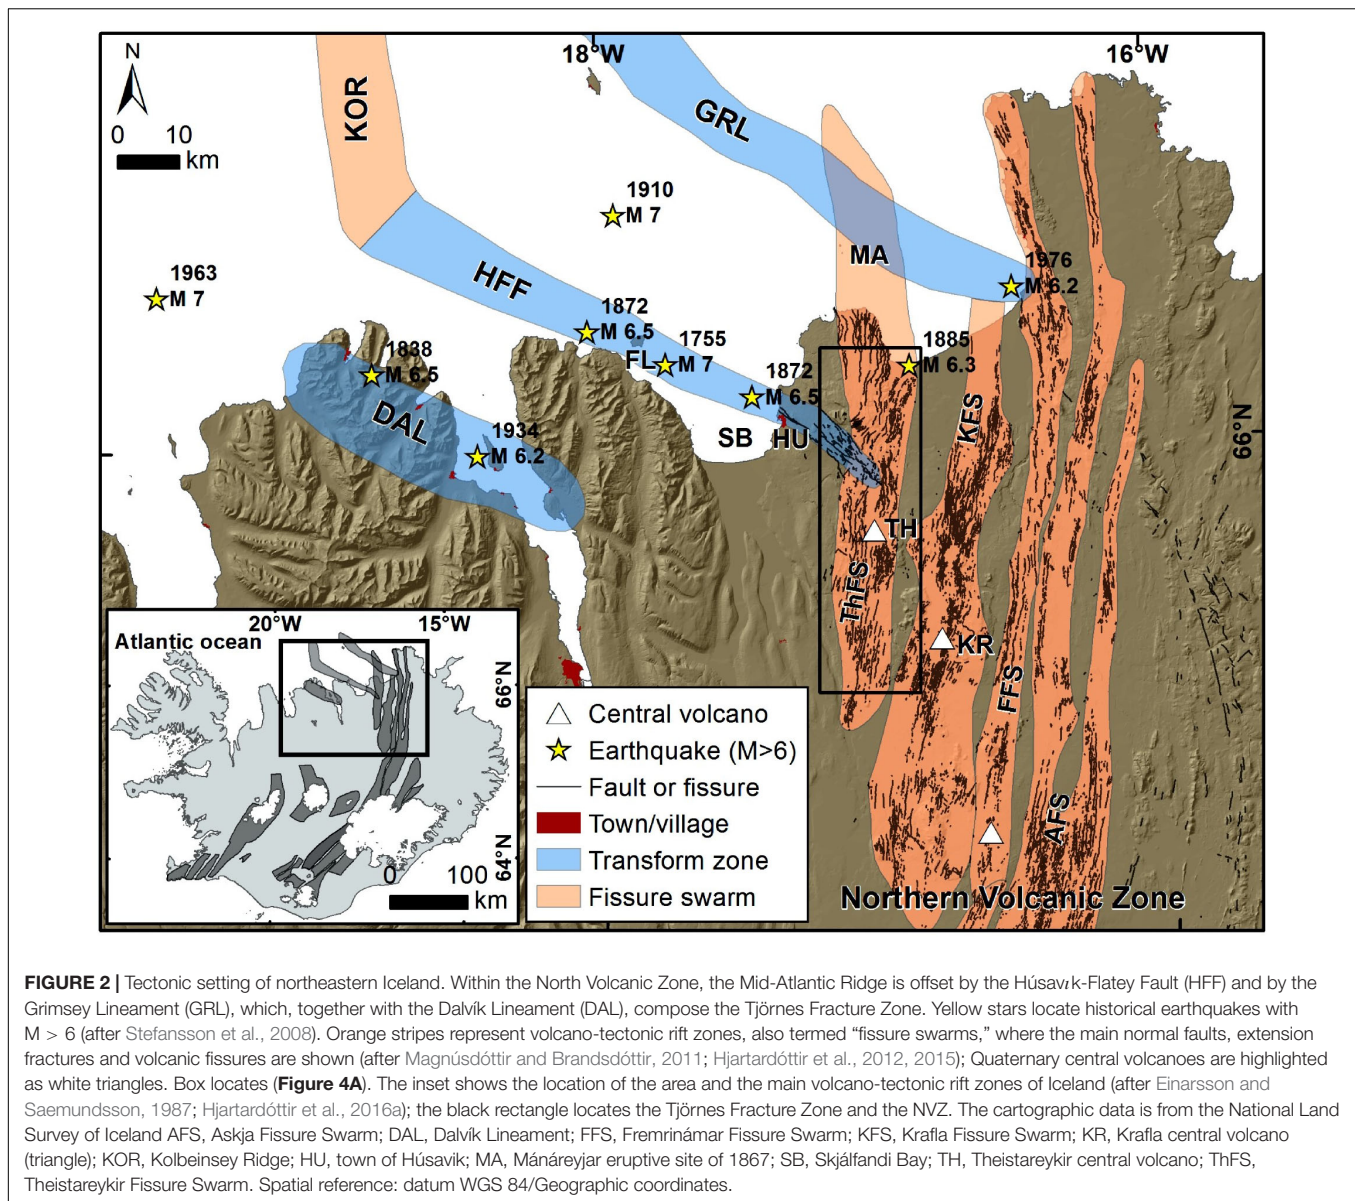 18°W
16°W
N
0 10
km
KOR
GRL
1910
M 7
MA
1976
M 6.2
1963
M 7
HFF
1872
M 6.5
1755
FL
M 7
1885
M 6.3
1838
M 6.5
1872
M 6.5
KFS
DAL
SB
HU
66°N
1934
M 6.2
TH
ThFS
KR
FFS
AFS
Northern Volcanic Zone
20°W
15°W
Atlantic ocean
66°N
64°N
0 100
km
Central volcano
Earthquake (M>6)
Fault or fissure
Town/village
Transform zone
Fissure swarm
FIGURE 2 | Tectonic setting of northeastern Iceland. Within the North Volcanic Zone, the Mid-Atlantic Ridge is offset by the Húsavık-Flatey Fault (HFF) and by the
Grimsey Lineament (GRL), which, together with the Dalvík Lineament (DAL), compose the Tjörnes Fracture Zone. Yellow stars locate historical earthquakes with
M > 6 (after Stefansson et al., 2008). Orange stripes represent volcano-tectonic rift zones, also termed “fissure swarms,” where the main normal faults, extension
fractures and volcanic fissures are shown (after Magnúsdóttir and Brandsdóttir, 2011; Hjartardóttir et al., 2012, 2015); Quaternary central volcanoes are highlighted
as white triangles. Box locates (Figure 4A). The inset shows the location of the area and the main volcano-tectonic rift zones of Iceland (after Einarsson and
Saemundsson, 1987; Hjartardóttir et al., 2016a); the black rectangle locates the Tjörnes Fracture Zone and the NVZ. The cartographic data is from the National Land
Survey of Iceland AFS, Askja Fissure Swarm; DAL, Dalvík Lineament; FFS, Fremrinámar Fissure Swarm; KFS, Krafla Fissure Swarm; KR, Krafla central volcano
(triangle); KOR, Kolbeinsey Ridge; HU, town of Húsavik; MA, Mánáreyjar eruptive site of 1867; SB, Skjálfandi Bay; TH, Theistareykir central volcano; ThFS,
Theistareykir Fissure Swarm. Spatial reference: datum WGS 84/Geographic coordinates.